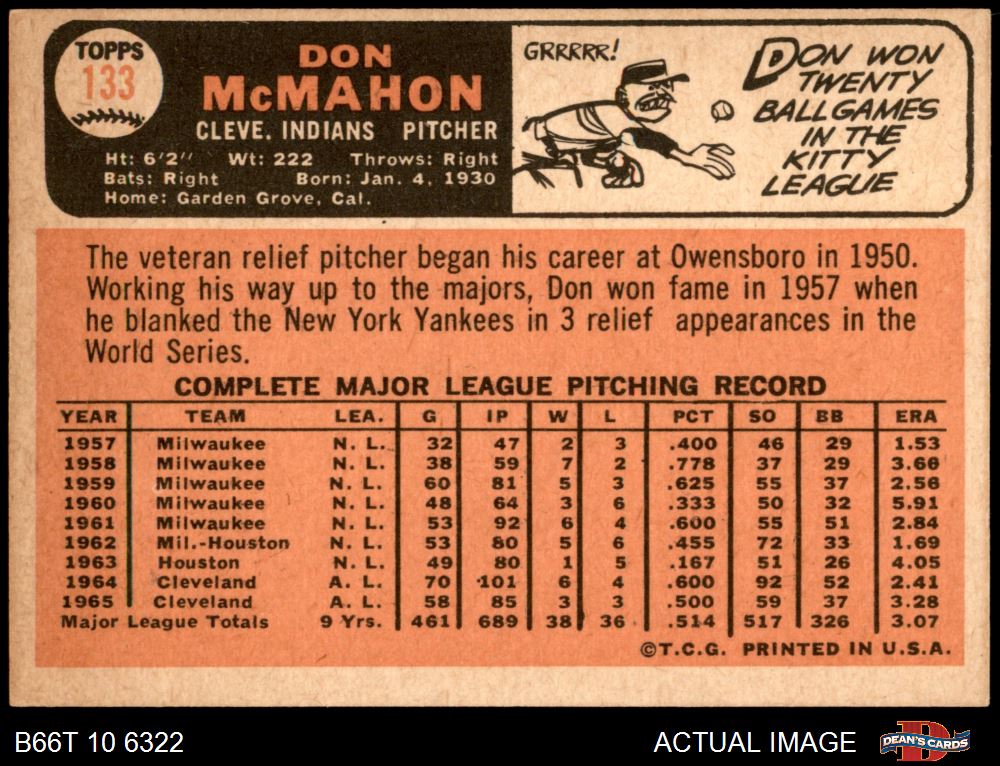 TOPPS
133
DON
McMAHON
CLEVE. INDIANS PITCHER
Ht: 6'2" Wt: 222 Throws: Right
Bats: Right Born: Jan. 4, 1930
Home: Garden Grove, Cal.
GRRRRR!
DON WON
TWENTY
BALLGAMES
IN THE
KITTY
LEAGUE
The veteran relief pitcher began his career at Owensboro in 1950.
Working his way up to the majors, Don won fame in 1957 when
he blanked the New York Yankees in 3 relief appearances in the
World Series.
COMPLETE MAJOR LEAGUE PITCHING RECORD
YEAR TEAM LEA. G IP W L PCT SO BB ERA
1957 Milwaukee N. L. 32 47 2 3 .400 46 29 1.53
1958 Milwaukee N. L. 38 59 7 2 .778 37 29 3.66
1959 Milwaukee N. L. 60 81 5 3 .625 55 37 2.56
1960 Milwaukee N. L. 48 64 3 6 .333 50 32 5.91
1961 Milwaukee N. L. 53 92 6 4 .600 55 51 2.84
1962 Mil.-Houston N. L. 53 80 5 6 .455 72 33 1.69
1963 Houston N. L. 49 80 1 5 .167 51 26 4.05
1964 Cleveland A. L. 70 101 6 4 .600 92 52 2.41
1965 Cleveland A. L. 58 85 3 3 .500 59 37 3.28
Major League Totals 9 Yrs. 461 689 38 36 .514 517 326 3.07
©T.C.G. PRINTED IN U.S.A.
B66T 10 6322
ACTUAL IMAGE
D
DEAN'S CARDS